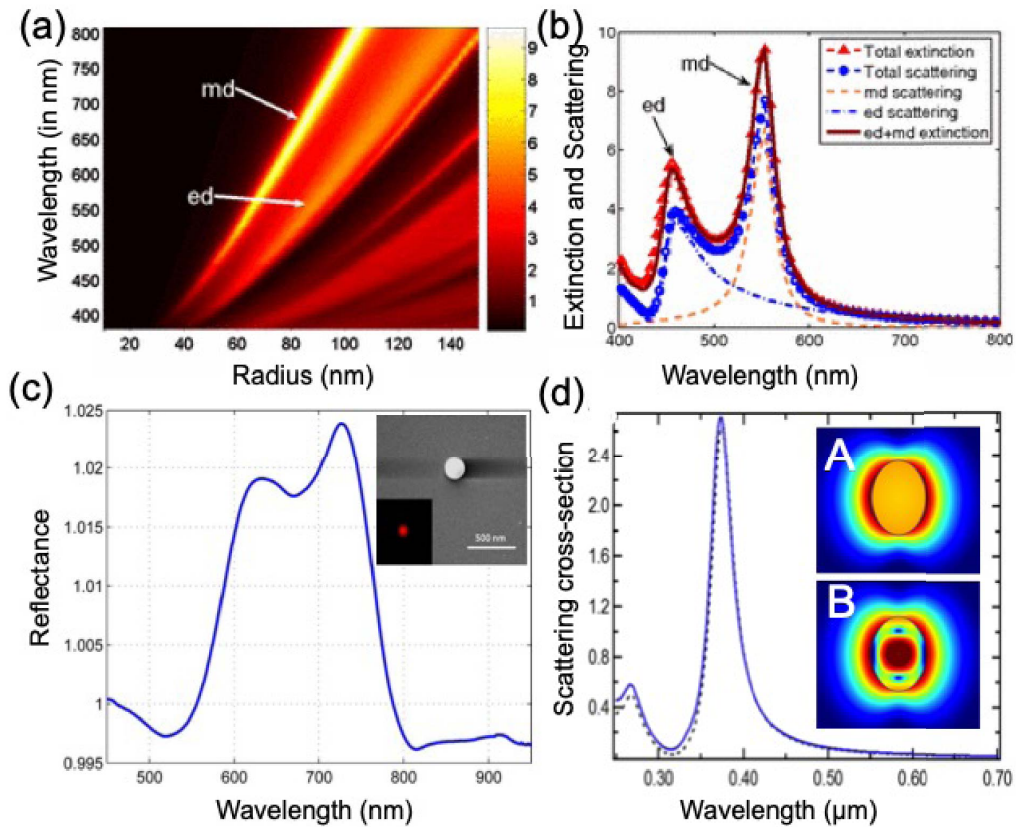 (a)
Wavelength (in nm)
800
750
700
650
600
550
500
450
400
md
ed
20
40
60
80
100
120
140
Radius (nm)
9
8
7
6
5
4
3
2
1
(b)
Extinction and Scattering
10
8
6
4
2
0
ed
md
Total extinction
Total scattering
md scattering
ed scattering
ed+md extinction
400
500
600
700
800
Wavelength (nm)
(c)
Reflectance
1.025
1.02
1.015
1.01
1.005
1
0.995
500 nm
500
600
700
800
900
Wavelength (nm)
(d)
Scattering cross-section
2.4
2.0
1.6
1.2
0.8
0.4
A
B
0.30
0.40
0.50
0.60
0.70
Wavelength (μm)